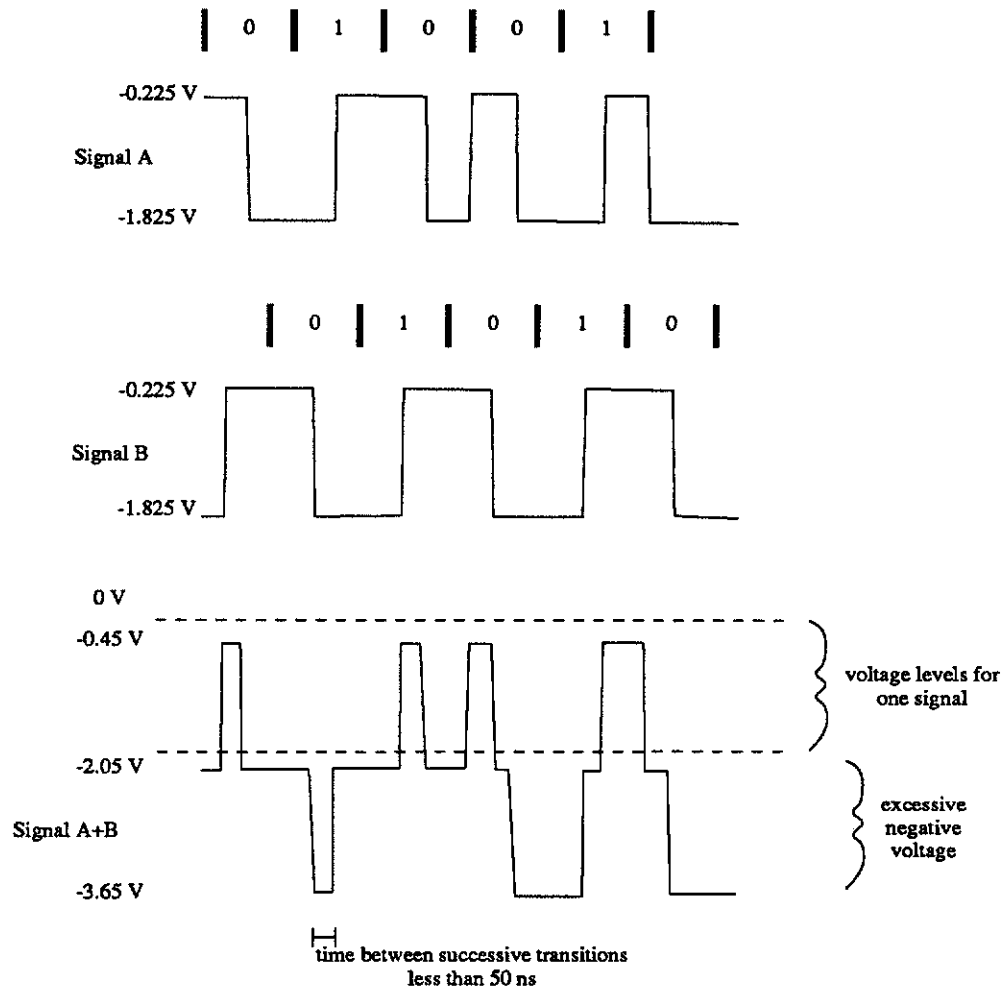 0 1 0 0 1
-0.225 V
Signal A
-1.825 V
0 1 0 1 0
-0.225 V
Signal B
-1.825 V
0 V
-0.45 V
voltage levels for
one signal
-2.05 V
Signal A+B
excessive
negative
voltage
-3.65 V
time between successive transitions
less than 50 ns